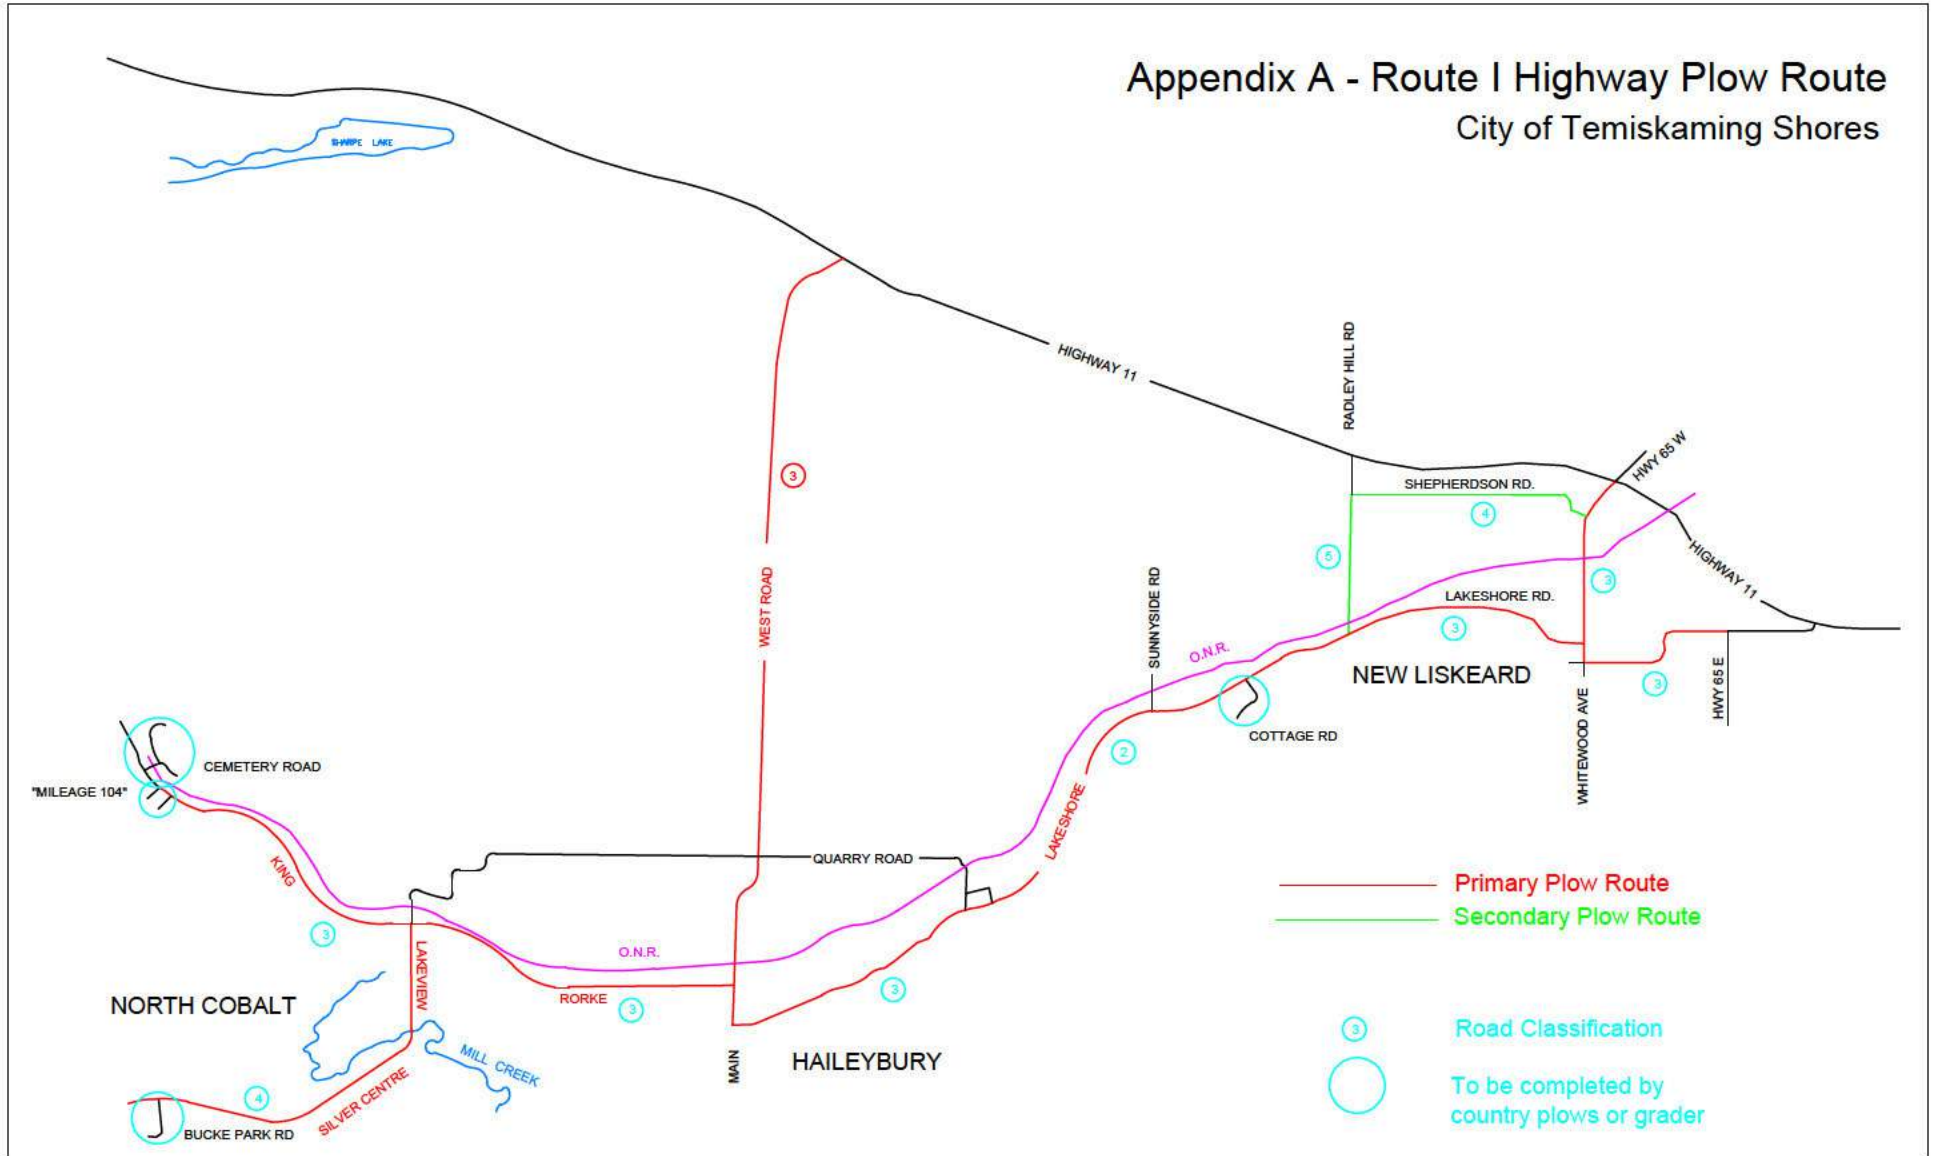 Appendix A - Route I Highway Plow Route
City of Temiskaming Shores
SHARPE LAKE
HIGHWAY 11
RADLEY HILL RD
HWY 65 W
SHEPHERDSON RD.
4
3
5
HIGHWAY 11
WEST ROAD
SUNNYSIDE RD
3
LAKESHORE RD.
3
O.N.R.
NEW LISKEARD
3
HWY 65 E
WHITEWOOD AVE
COTTAGE RD
2
CEMETERY ROAD
"MILEAGE 104"
LAKESHORE
KING
QUARRY ROAD
Primary Plow Route
Secondary Plow Route
3
LAKEVIEW
O.N.R.
3
NORTH COBALT
RORKE
3
3
Road Classification
MILL CREEK
MAIN
HAILEYBURY
4
SILVER CENTRE
To be completed by
country plows or grader
BUCKE PARK RD